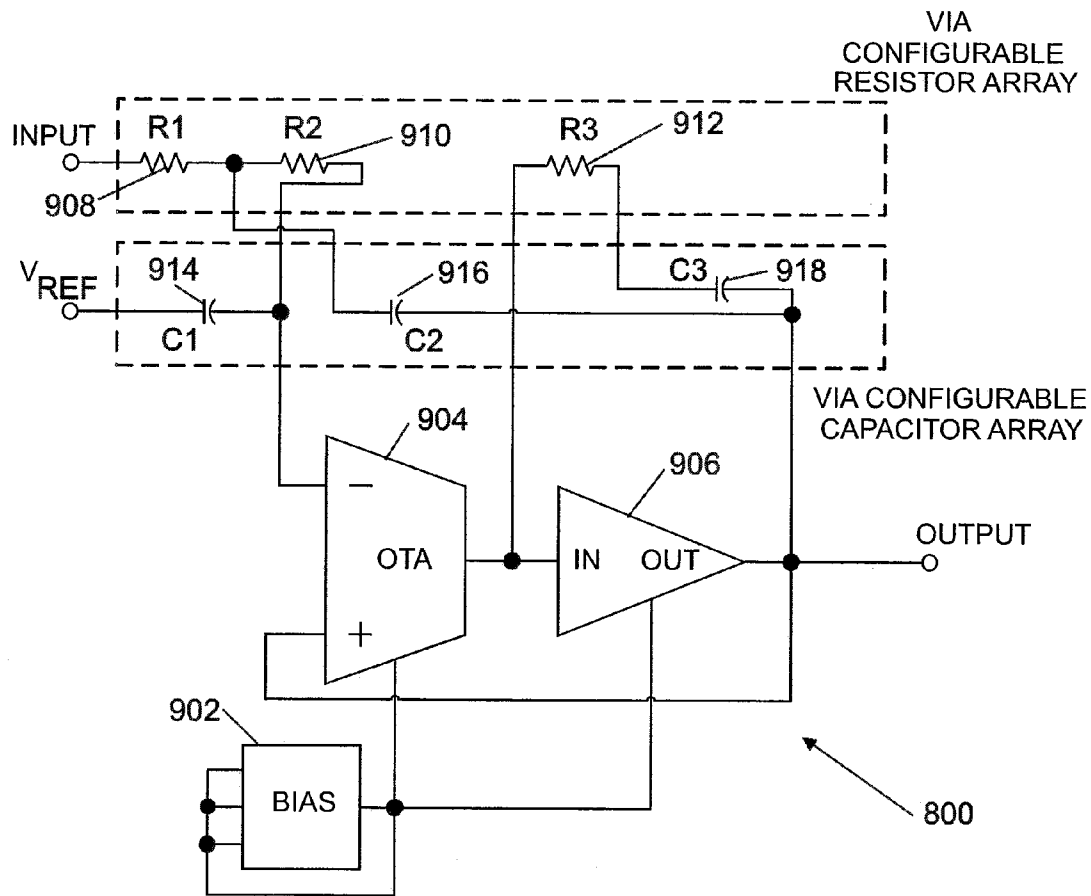 VIA
CONFIGURABLE
RESISTOR ARRAY
INPUT
R1
R2
910
R3
912
908
VREF
914
C1
916
C2
C3
918
VIA CONFIGURABLE
CAPACITOR ARRAY
904
906
−
OTA
+
IN
OUT
OUTPUT
902
BIAS
800